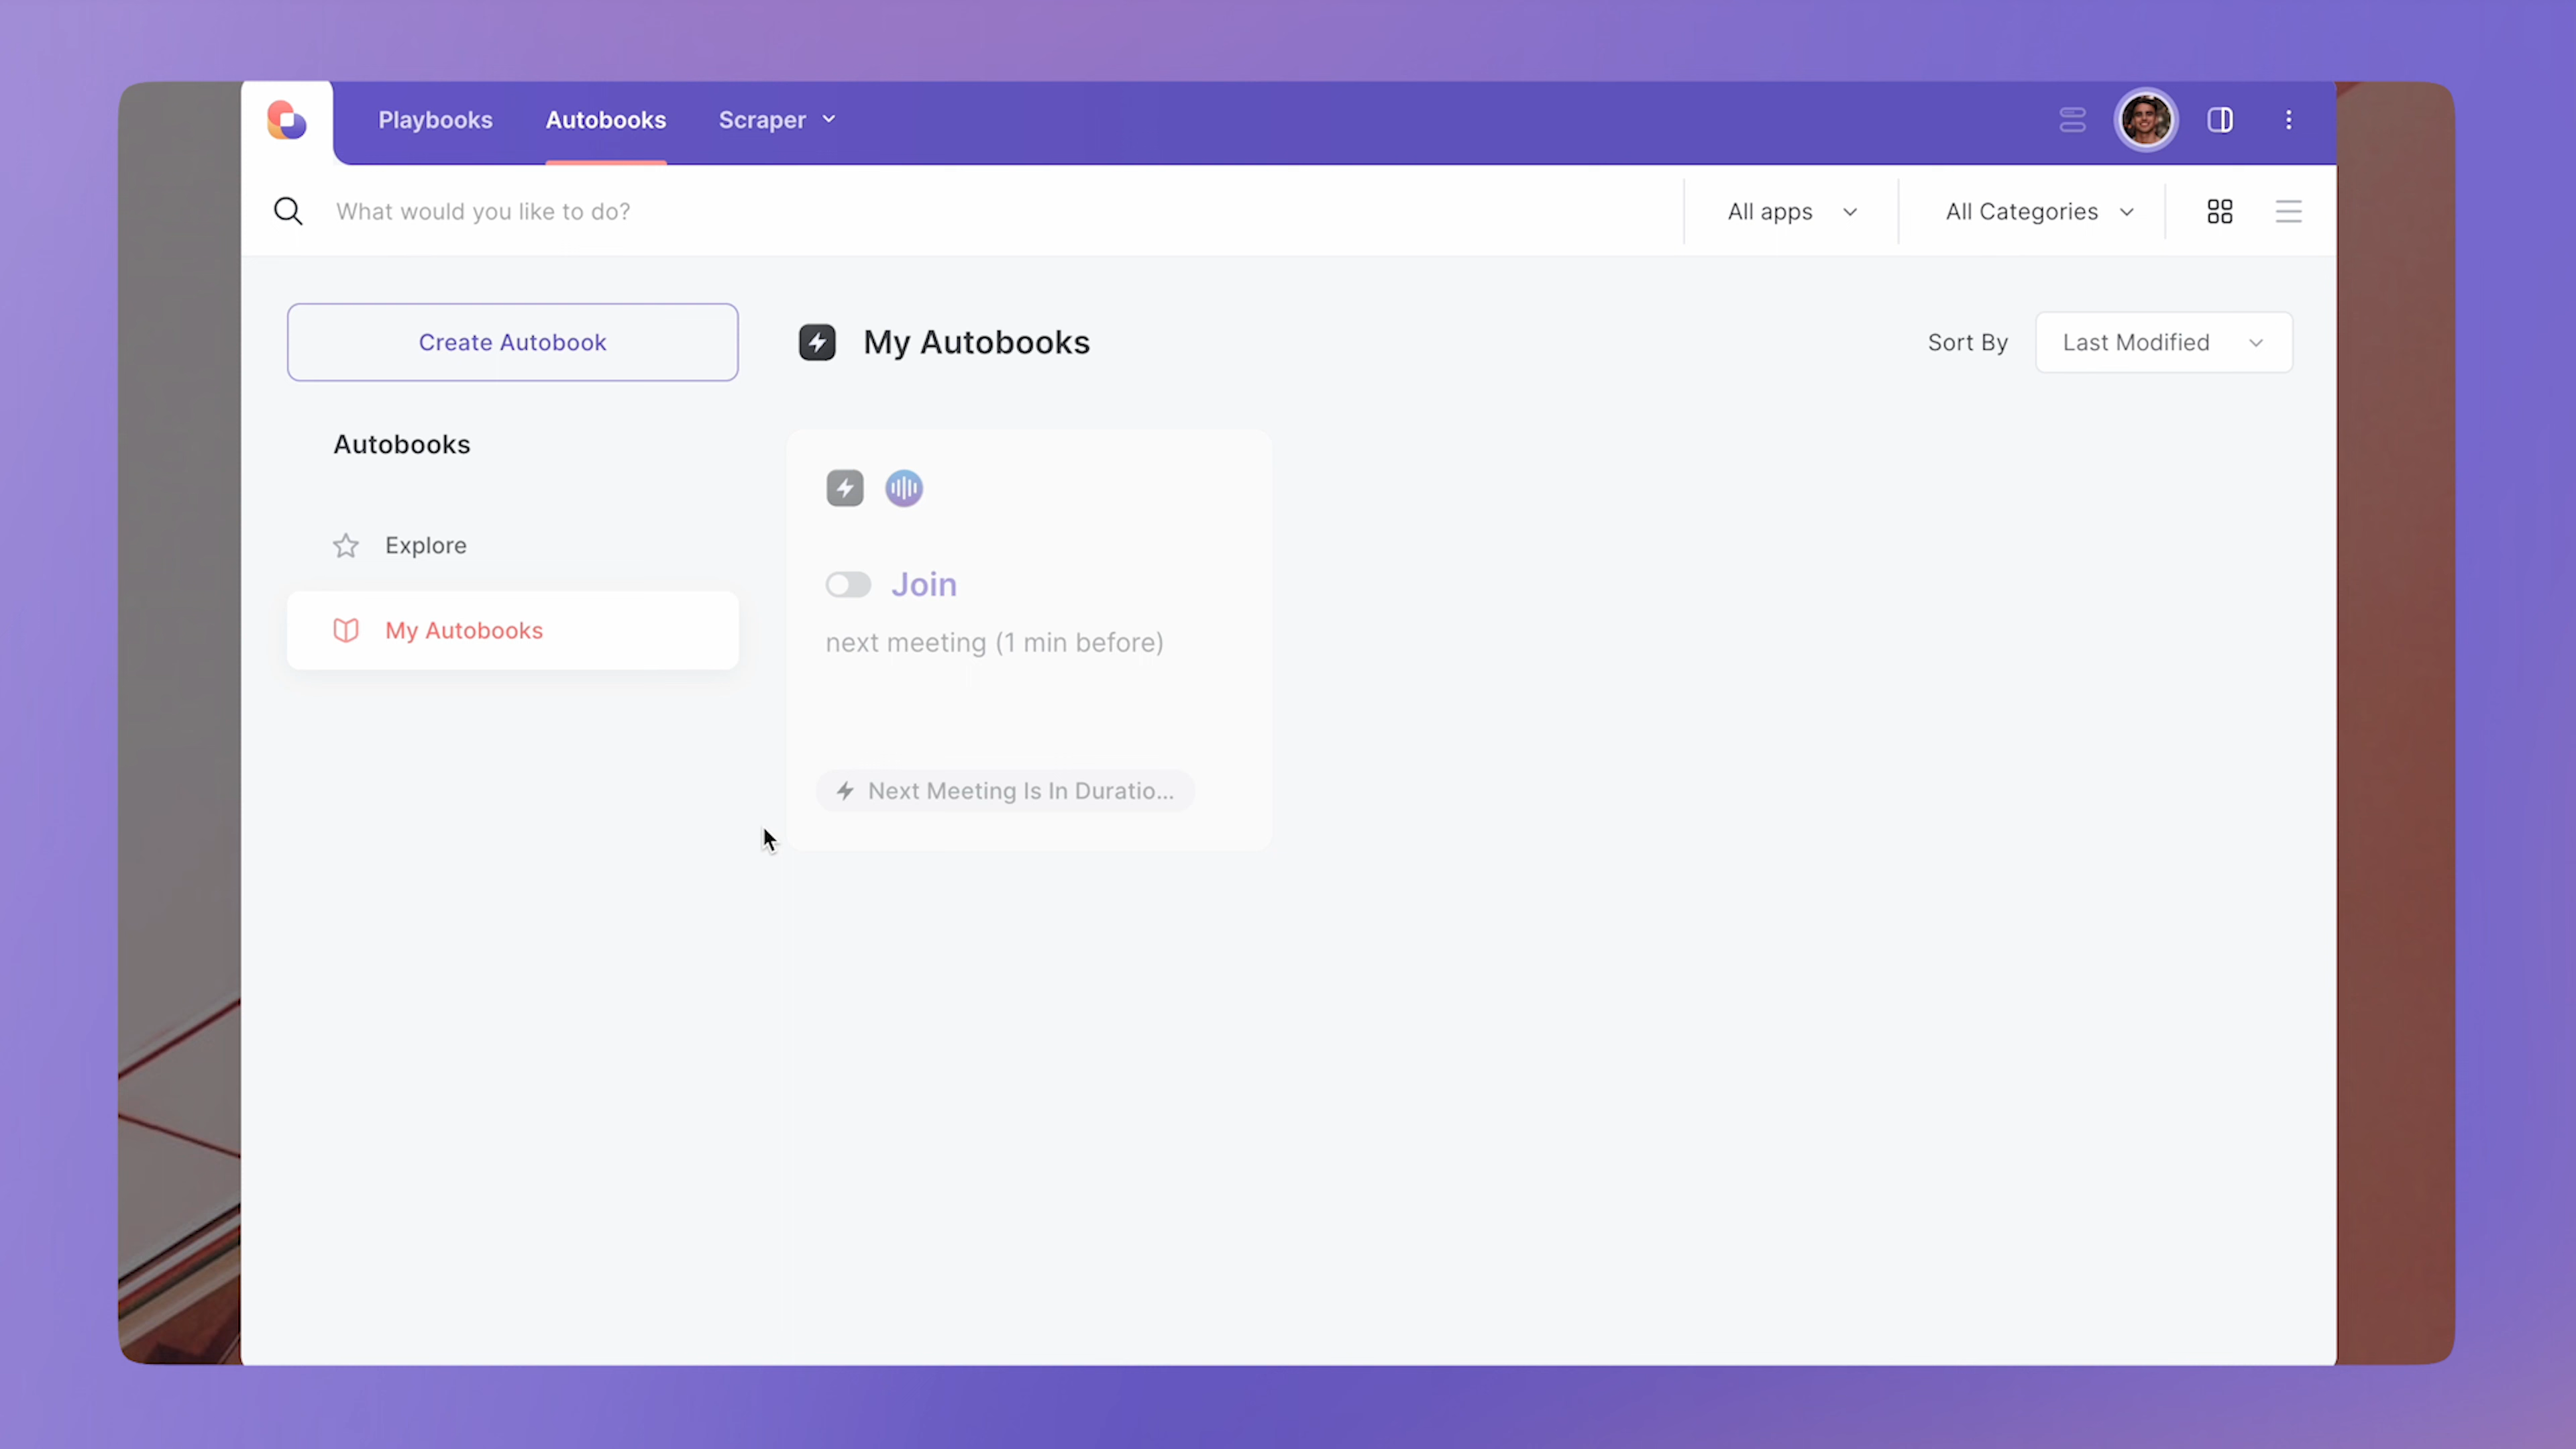 Playbooks
Autobooks
Scraper
What would you like to do?
All apps
All Categories
Create Autobook
My Autobooks
Sort By
Last Modified
Autobooks
Explore
My Autobooks
Join
next meeting (1 min before)
Next Meeting Is In Duratio...